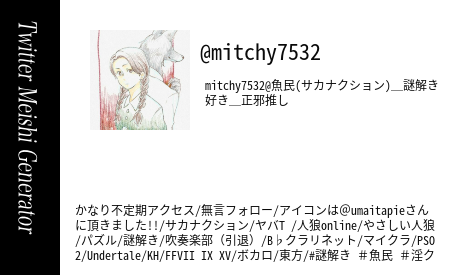 Twitter Meishi Generator
@mitchy7532
mitchy7532@魚民(サカナクション)__謎解き
好き__正邪推し
かなり不定期アクセス/無言フォロー/アイコンは@umaitapieさん
に頂きました!!/サカナクション/ヤバT /人狼online/やさしい人狼
/パズル/謎解き/吹奏楽部（引退）/B♭クラリネット/マイクラ/PSO
2/Undertale/KH/FFVII IX XV/ボカロ/東方/#謎解き ＃魚民 ＃淫ク